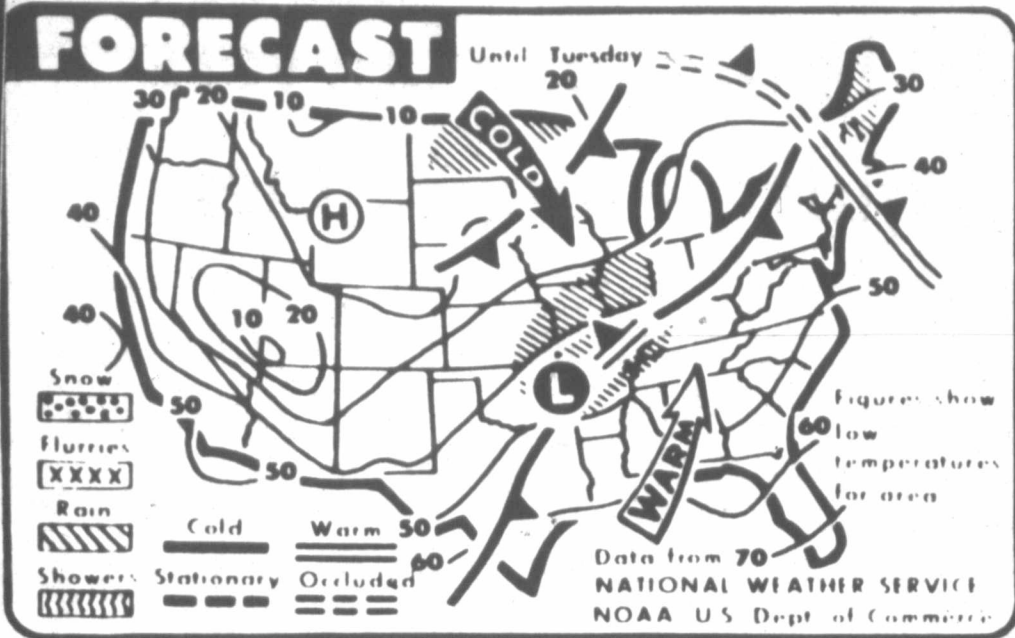 FORECAST
Until Tuesday
20
30
20
10
10
COLD
30
40
H
40
50
10
20
40
50
L
60
50
WARM
50
60
70
Snow
Flurries
XXXX
Rain
Showers
Cold
Warm
Stationary
Occluded
Figures show
low
temperatures
for area
Data from
NATIONAL WEATHER SERVICE
NOAA US Dept of Commerce